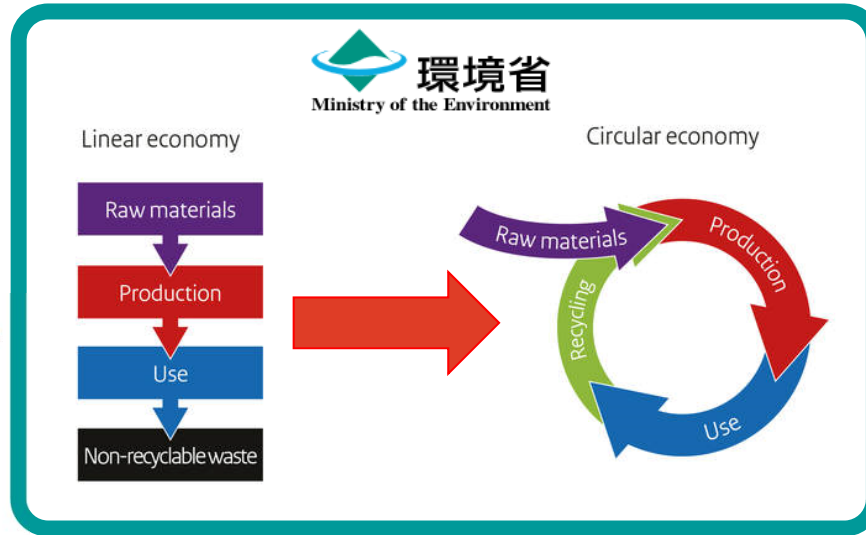 環境省
Ministry of the Environment
Linear economy
Raw materials
Production
Use
Non-recyclable waste
Circular economy
Raw materials
Production
Use
Recycling